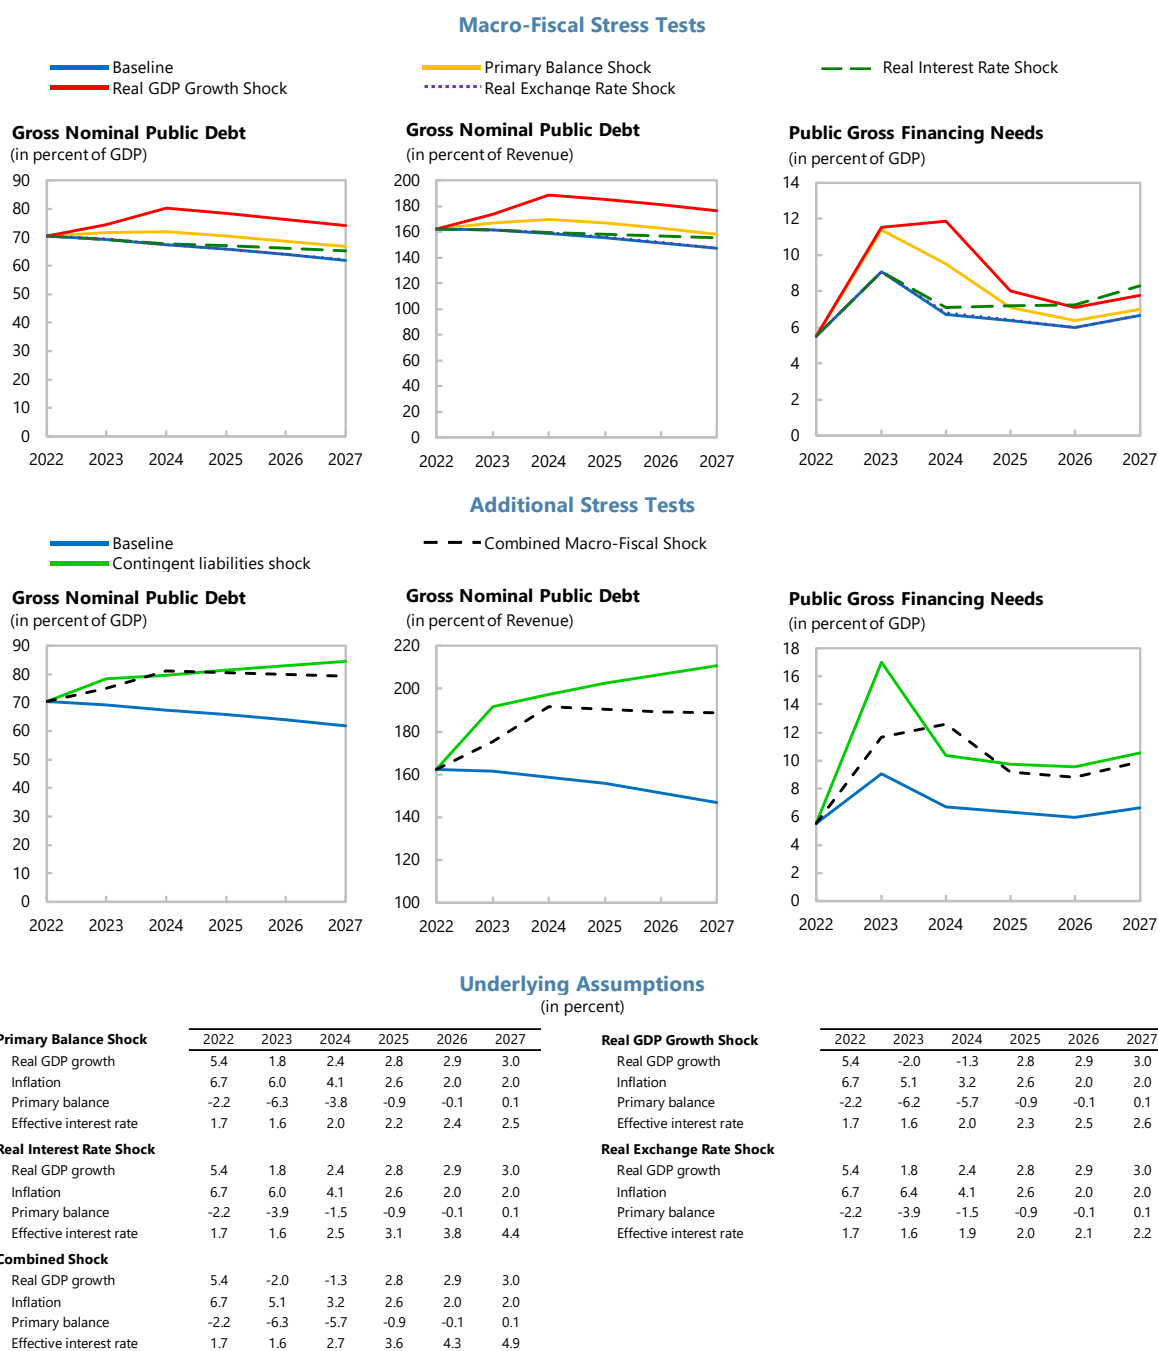 Macro-Fiscal Stress Tests
Baseline
Primary Balance Shock
Real Interest Rate Shock
Real GDP Growth Shock
Real Exchange Rate Shock
Gross Nominal Public Debt
(in percent of GDP)
90
80
70
60
50
40
30
20
10
0
2022 2023 2024 2025 2026 2027
Gross Nominal Public Debt
(in percent of Revenue)
200
180
160
140
120
100
80
60
40
20
0
2022 2023 2024 2025 2026 2027
Public Gross Financing Needs
(in percent of GDP)
14
12
10
8
6
4
2
0
2022 2023 2024 2025 2026 2027
Additional Stress Tests
Baseline
Combined Macro-Fiscal Shock
Contingent liabilities shock
Gross Nominal Public Debt
(in percent of GDP)
90
80
70
60
50
40
30
20
10
0
2022 2023 2024 2025 2026 2027
Gross Nominal Public Debt
(in percent of Revenue)
220
200
180
160
140
120
100
2022 2023 2024 2025 2026 2027
Public Gross Financing Needs
(in percent of GDP)
18
16
14
12
10
8
6
4
2
0
2022 2023 2024 2025 2026 2027
Underlying Assumptions
(in percent)
Primary Balance Shock 2022 2023 2024 2025 2026 2027
Real GDP growth 5.4 1.8 2.4 2.8 2.9 3.0
Inflation 6.7 6.0 4.1 2.6 2.0 2.0
Primary balance -2.2 -6.3 -3.8 -0.9 -0.1 0.1
Effective interest rate 1.7 1.6 2.0 2.2 2.4 2.5
Real Interest Rate Shock
Real GDP growth 5.4 1.8 2.4 2.8 2.9 3.0
Inflation 6.7 6.0 4.1 2.6 2.0 2.0
Primary balance -2.2 -3.9 -1.5 -0.9 -0.1 0.1
Effective interest rate 1.7 1.6 2.5 3.1 3.8 4.4
Combined Shock
Real GDP growth 5.4 -2.0 -1.3 2.8 2.9 3.0
Inflation 6.7 5.1 3.2 2.6 2.0 2.0
Primary balance -2.2 -6.3 -5.7 -0.9 -0.1 0.1
Effective interest rate 1.7 1.6 2.7 3.6 4.3 4.9
Real GDP Growth Shock 2022 2023 2024 2025 2026 2027
Real GDP growth 5.4 -2.0 -1.3 2.8 2.9 3.0
Inflation 6.7 5.1 3.2 2.6 2.0 2.0
Primary balance -2.2 -6.2 -5.7 -0.9 -0.1 0.1
Effective interest rate 1.7 1.6 2.0 2.3 2.5 2.6
Real Exchange Rate Shock
Real GDP growth 5.4 1.8 2.4 2.8 2.9 3.0
Inflation 6.7 6.4 4.1 2.6 2.0 2.0
Primary balance -2.2 -3.9 -1.5 -0.9 -0.1 0.1
Effective interest rate 1.7 1.6 1.9 2.0 2.1 2.2